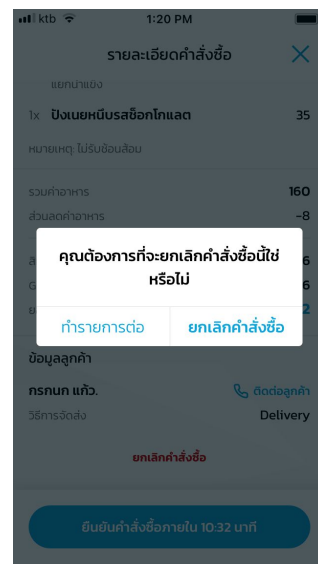 ktb
1:20 PM
รายละเอียดคำสั่งซื้อ
แยกน้ำแข็ง
1x ปังเนยหนึบรสช็อกโกแลต 35
หมายเหตุ: ไม่รับช้อนส้อม
รวมค่าอาหาร 160
ส่วนลดค่าอาหาร -8
6
G 6
2
คุณต้องการที่จะยกเลิกคำสั่งซื้อนี้ใช่
หรือไม่
ทำรายการต่อ ยกเลิกคำสั่งซื้อ
ข้อมูลลูกค้า
กรกนก แก้ว. ติดต่อลูกค้า
วิธีการจัดส่ง Delivery
ยกเลิกคำสั่งซื้อ
ยืนยันคำสั่งซื้อภายใน 10:32 นาที